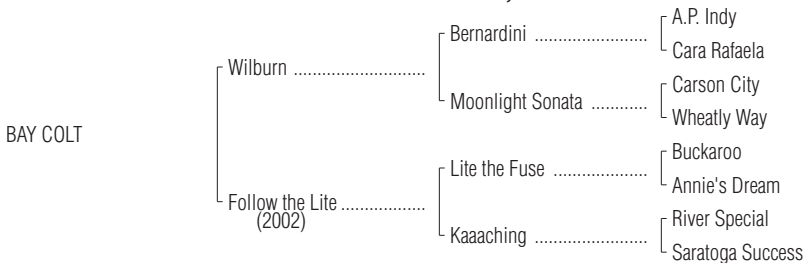 A.P. Indy
Bernardini ..........................
Cara Rafaela
Wilburn ..............................
Carson City
Moonlight Sonata .............
Wheatly Way
BAY COLT
Buckaroo
Lite the Fuse .....................
Annie's Dream
Follow the Lite ...................
(2002)
River Special
Kaaaching ..........................
Saratoga Success